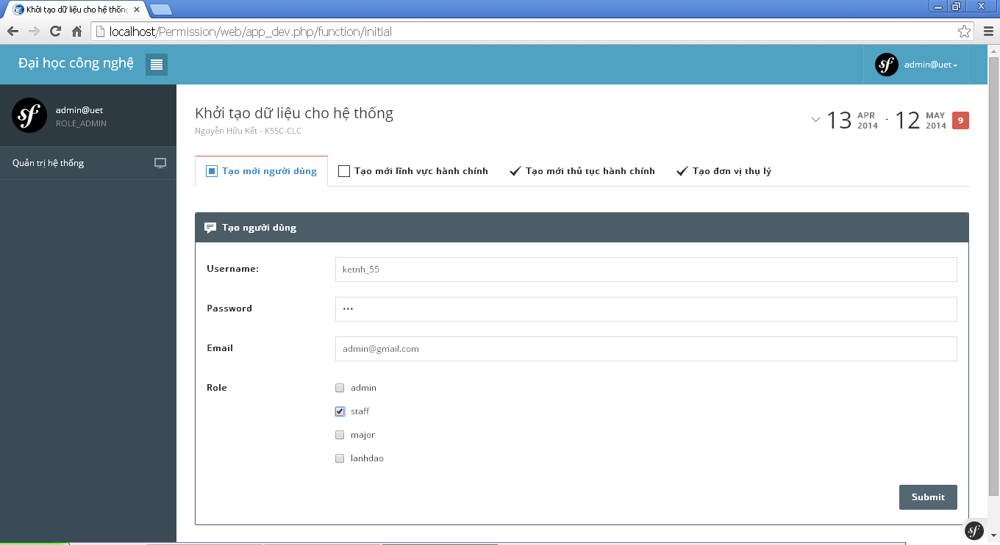 Khởi tạo dữ liệu cho hệ thống
localhost/Permission/web/app_dev.php/function/initial
Đại học công nghệ
sf admin@uet
sf admin@uet
ROLE_ADMIN
Quản trị hệ thống
Khởi tạo dữ liệu cho hệ thống
Nguyễn Hữu Kết - K55C-CLC
13 APR 2014 - 12 MAY 2014 9
Tạo mới người dùng Tạo mới lĩnh vực hành chính Tạo mới thủ tục hành chính Tạo đơn vị thụ lý
Tạo người dùng
Username: ketnh_55
Password •••
Email admin@gmail.com
Role admin
staff
major
lanhdao
Submit
sf